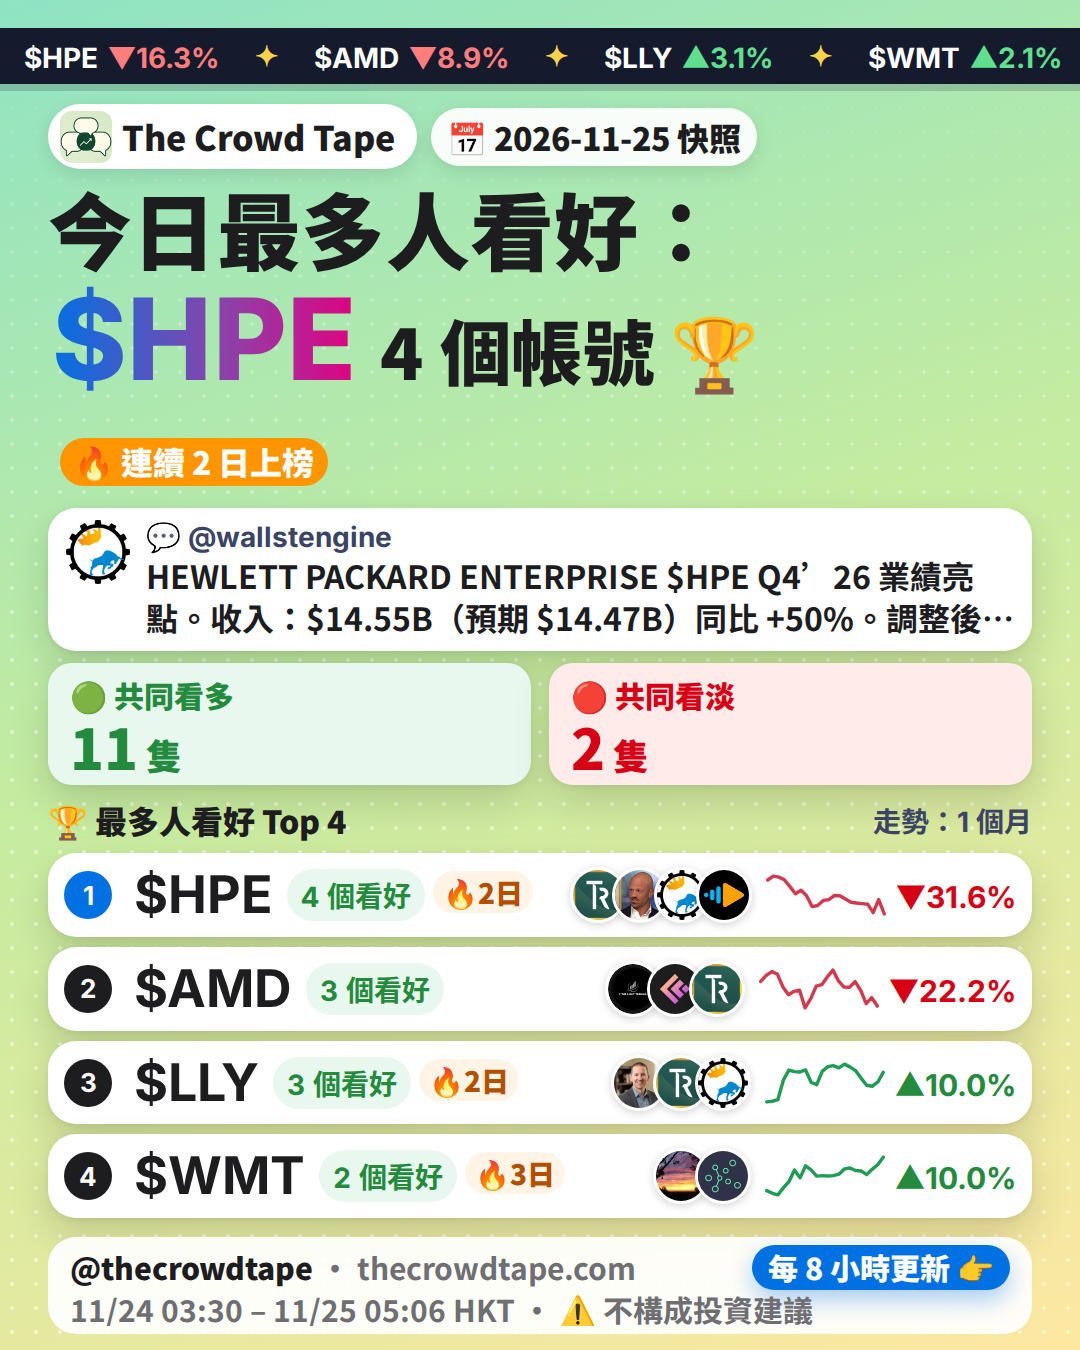 $HPE ▼16.3% ✦ $AMD ▼8.9% ✦ $LLY ▲3.1% ✦ $WMT ▲2.1%
The Crowd Tape
📅 2026-11-25 快照
今日最多人看好：
$HPE 4 個帳號 🏆
🔥 連續 2 日上榜
💬 @wallstengine
HEWLETT PACKARD ENTERPRISE $HPE Q4’26 業績亮
點。收入：$14.55B（預期 $14.47B）同比 +50%。調整後…
🟢 共同看多
11 隻
🔴 共同看淡
2 隻
🏆 最多人看好 Top 4
走勢：1 個月
1 $HPE 4 個看好 🔥2日 ▼31.6%
2 $AMD 3 個看好 ▼22.2%
3 $LLY 3 個看好 🔥2日 ▲10.0%
4 $WMT 2 個看好 🔥3日 ▲10.0%
@thecrowdtape · thecrowdtape.com
每 8 小時更新 👉
11/24 03:30 – 11/25 05:06 HKT · ⚠️ 不構成投資建議